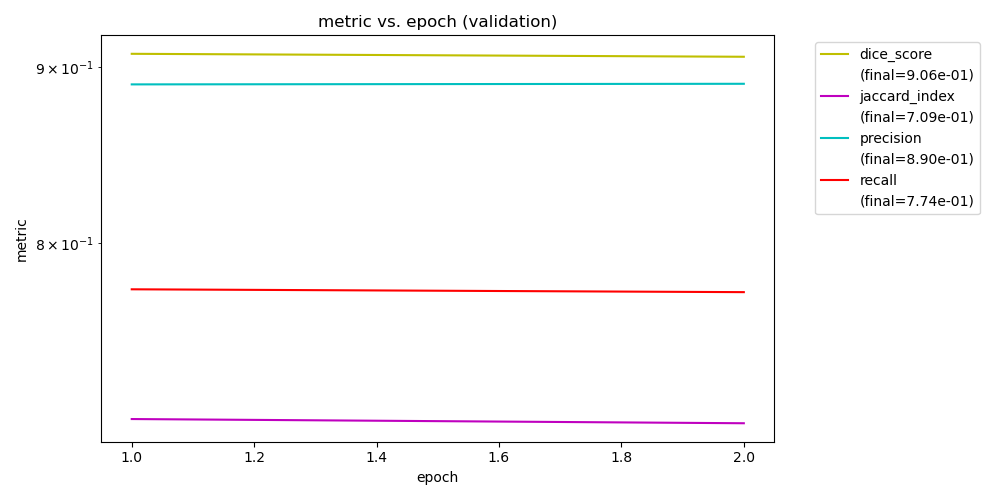 metric vs. epoch (validation)
9 × 10⁻¹
8 × 10⁻¹
metric
1.0 1.2 1.4 1.6 1.8 2.0
epoch
dice_score
(final=9.06e-01)
jaccard_index
(final=7.09e-01)
precision
(final=8.90e-01)
recall
(final=7.74e-01)